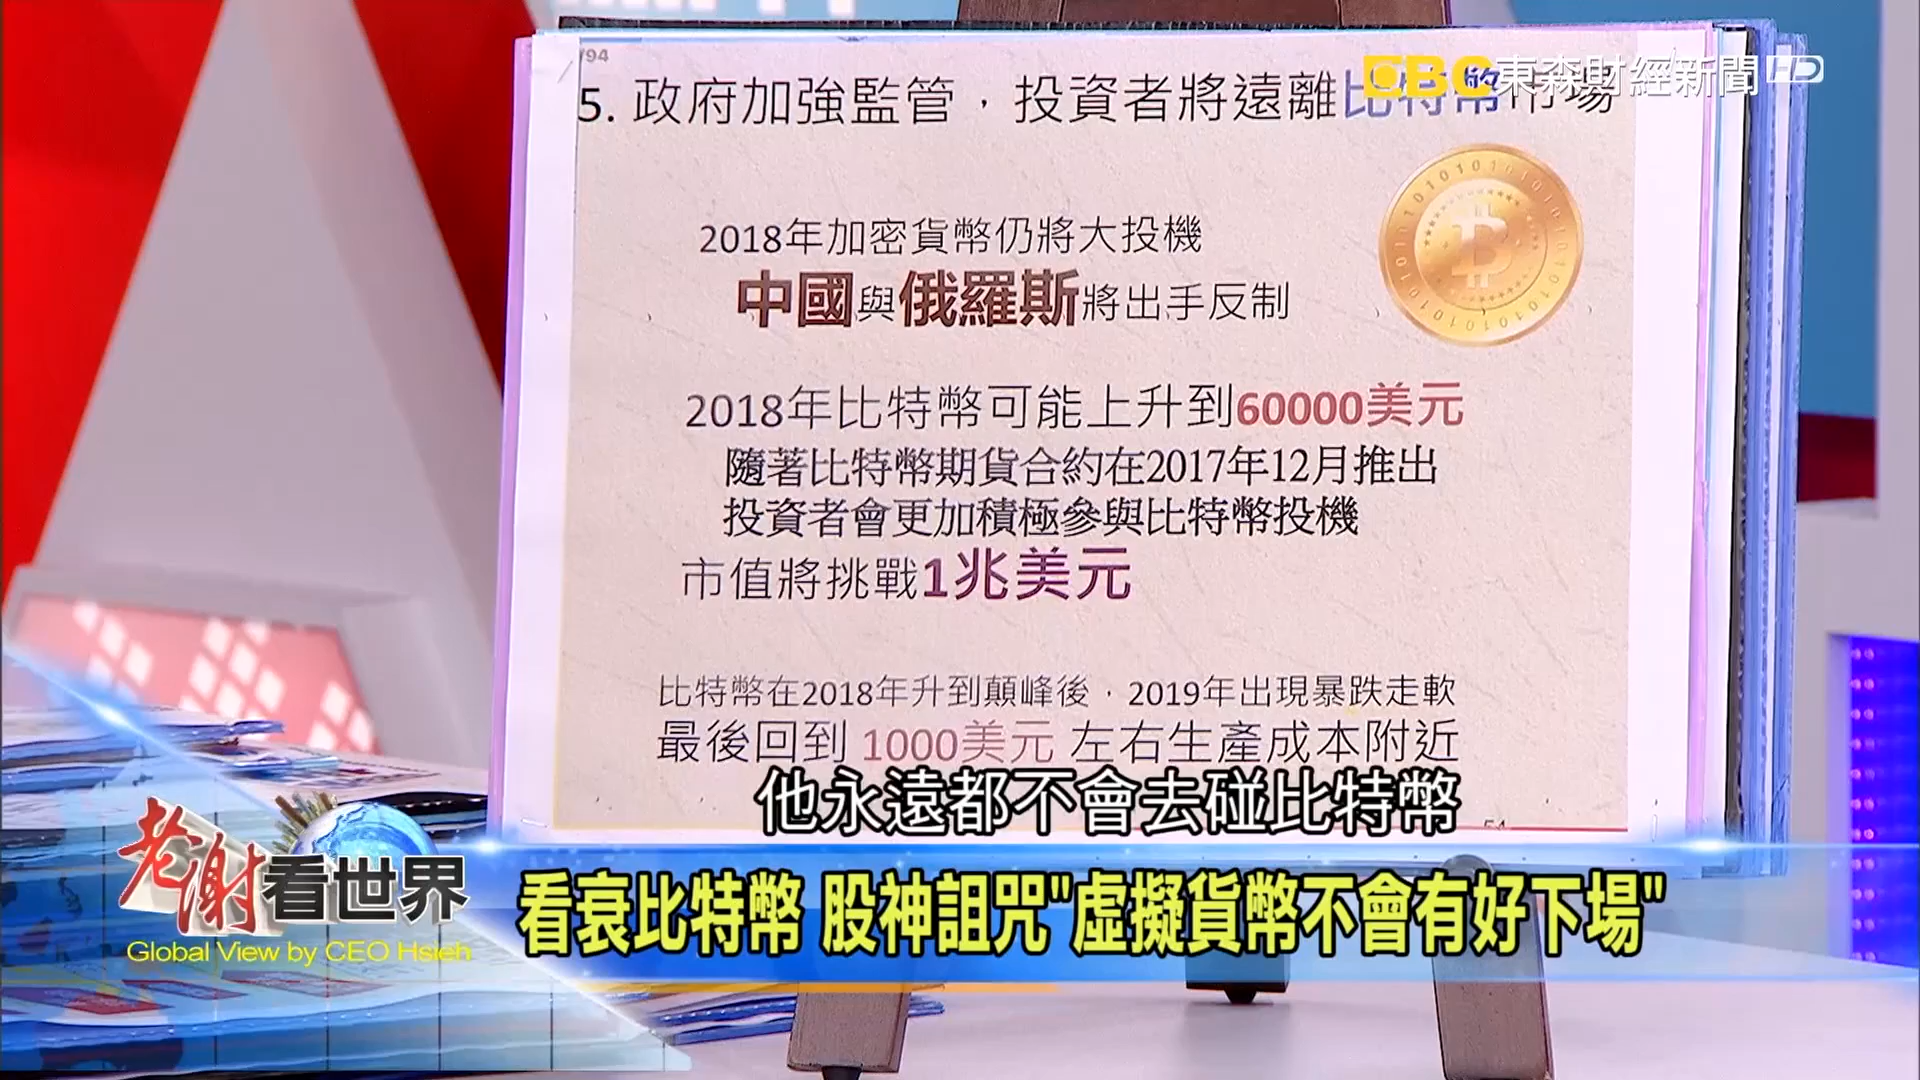 /94
EBC 東森財經新聞 HD
5. 政府加強監管，投資者將遠離比特幣市場
2018年加密貨幣仍將大投機
中國與俄羅斯將出手反制
2018年比特幣可能上升到60000美元
隨著比特幣期貨合約在2017年12月推出
投資者會更加積極參與比特幣投機
市值將挑戰1兆美元
比特幣在2018年升到顛峰後，2019年出現暴跌走軟
最後回到 1000美元 左右生產成本附近
他永遠都不會去碰比特幣
老謝看世界
Global View by CEO Hsieh
看衰比特幣 股神詛咒"虛擬貨幣不會有好下場"